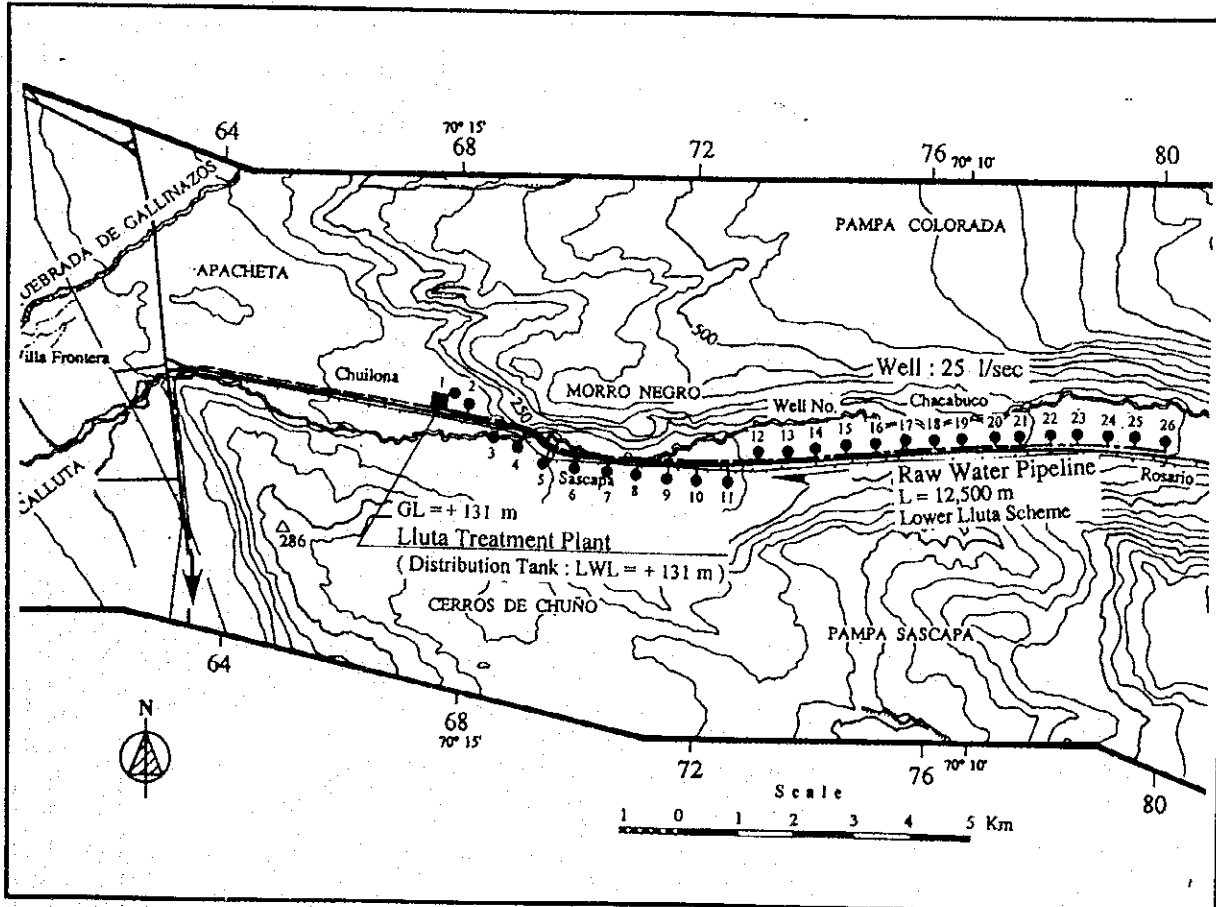 64
70° 15'
68
72
76
70° 10'
80
UEBRADA DE GALLINAZOS
PAMPA COLORADA
APACHETA
500
illa Frontera
Well : 25 l/sec
Chuilona
1
2
250
MORRO NEGRO
Well No.
Chacabuco
3
4
5
Sascapa
6
7
8
9
10
11
12
13
14
15
16
17
18
19
20
21
22
23
24
25
26
CALLUTA
Raw Water Pipeline
L = 12,500 m
Lower Lluta Scheme
Rosario
GL = + 131 m
Lluta Treatment Plant
( Distribution Tank : LWL = + 131 m )
286
CERROS DE CHUÑO
PAMPA SASCAPA
64
68
70° 15'
72
76
70° 10'
80
N
Scale
1 0 1 2 3 4 5 Km